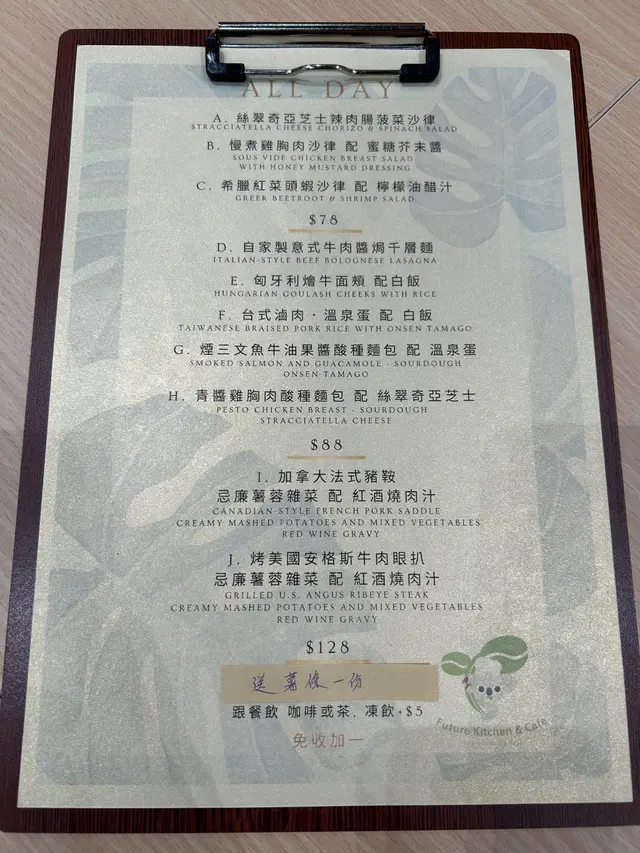 ALL DAY
A. 絲翠奇亞芝士辣肉腸菠菜沙律
STRACCIATELLA CHEESE CHORIZO & SPINACH SALAD
B. 慢煮雞胸肉沙律 配 蜜糖芥末醬
SOUS VIDE CHICKEN BREAST SALAD
WITH HONEY MUSTARD DRESSING
C. 希臘紅菜頭蝦沙律 配 檸檬油醋汁
GREEK BEETROOT & SHRIMP SALAD
$78
D. 自家製意式牛肉醬焗千層麵
ITALIAN-STYLE BEEF BOLOGNESE LASAGNA
E. 匈牙利燴牛面頰 配白飯
HUNGARIAN GOULASH CHEEKS WITH RICE
F. 台式滷肉·溫泉蛋 配 白飯
TAIWANESE BRAISED PORK RICE WITH ONSEN TAMAGO
G. 煙三文魚牛油果醬酸種麵包 配 溫泉蛋
SMOKED SALMON AND GUACAMOLE - SOURDOUGH
ONSEN TAMAGO
H. 青醬雞胸肉酸種麵包 配 絲翠奇亞芝士
PESTO CHICKEN BREAST - SOURDOUGH
STRACCIATELLA CHEESE
$88
I. 加拿大法式豬鞍
忌廉薯蓉雜菜 配 紅酒燒肉汁
CANADIAN-STYLE FRENCH PORK SADDLE
CREAMY MASHED POTATOES AND MIXED VEGETABLES
RED WINE GRAVY
J. 烤美國安格斯牛肉眼扒
忌廉薯蓉雜菜 配 紅酒燒肉汁
GRILLED U.S. ANGUS RIBEYE STEAK
CREAMY MASHED POTATOES AND MIXED VEGETABLES
RED WINE GRAVY
$128
送薯條一份
跟餐飲 咖啡或茶, 凍飲+$5
Future Kitchen & Cafe
免收加一